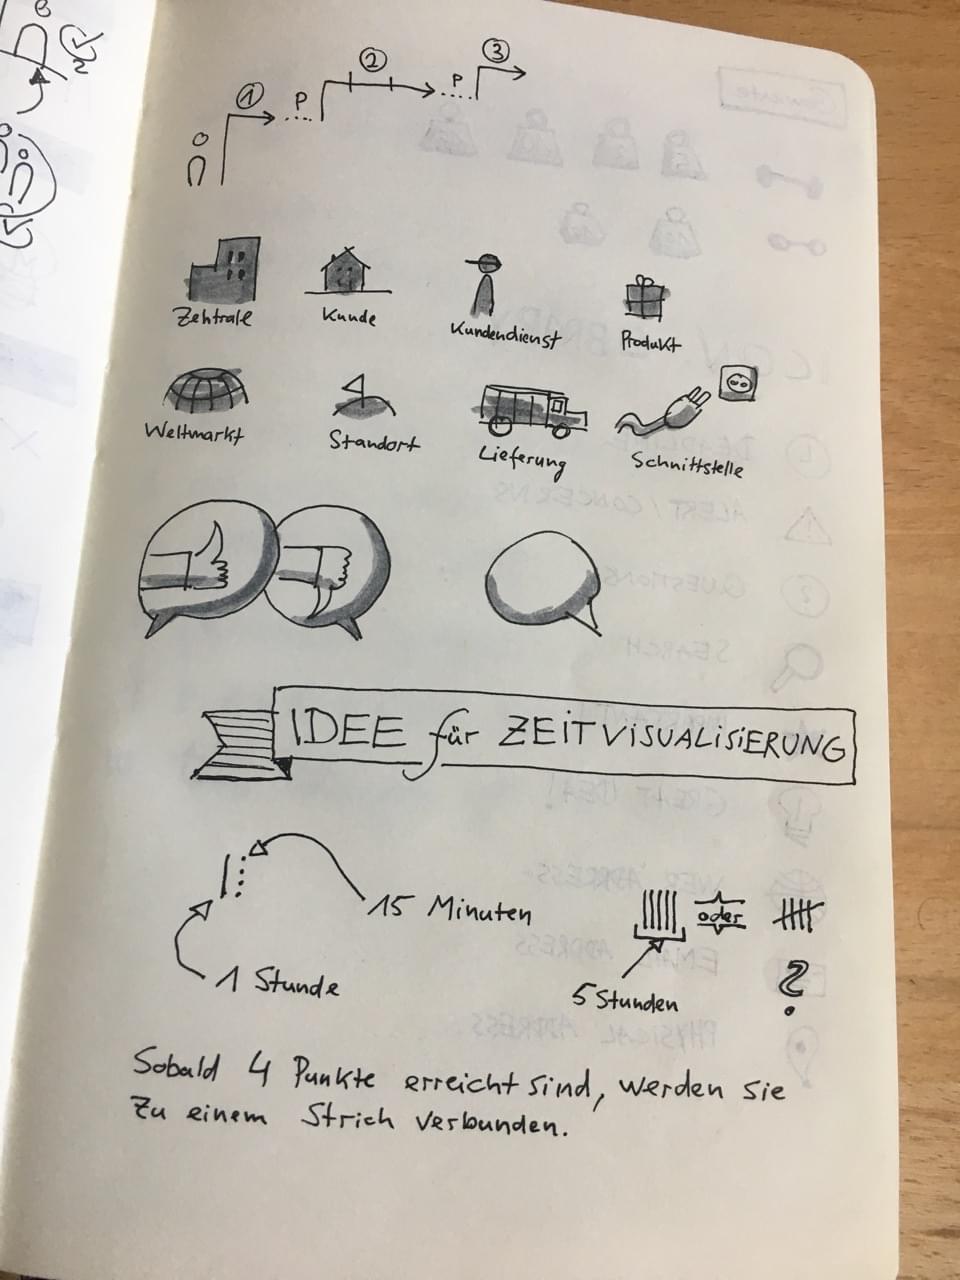 1
P
2
P
3
Zentrale
Kunde
Kundendienst
Produkt
Weltmarkt
Standort
Lieferung
Schnittstelle
IDEE für ZEITVISUALISIERUNG
15 Minuten
1 Stunde
oder
5 Stunden
?
Sobald 4 Punkte erreicht sind, werden sie
zu einem Strich verbunden.